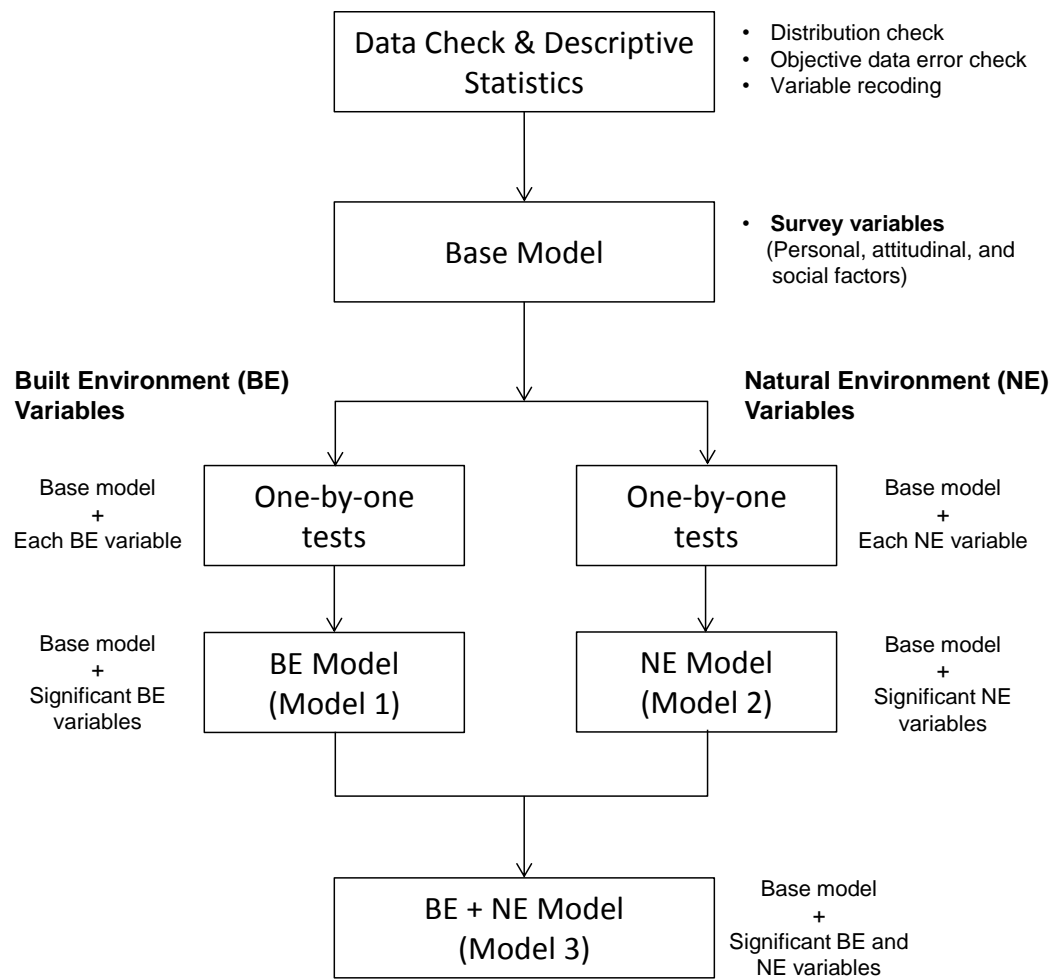 Data Check & Descriptive
Statistics
• Distribution check
• Objective data error check
• Variable recoding
Base Model
• Survey variables
(Personal, attitudinal, and
social factors)
Built Environment (BE)
Variables
Natural Environment (NE)
Variables
Base model
+
Each BE variable
One-by-one
tests
One-by-one
tests
Base model
+
Each NE variable
Base model
+
Significant BE
variables
BE Model
(Model 1)
NE Model
(Model 2)
Base model
+
Significant NE
variables
BE + NE Model
(Model 3)
Base model
+
Significant BE and
NE variables